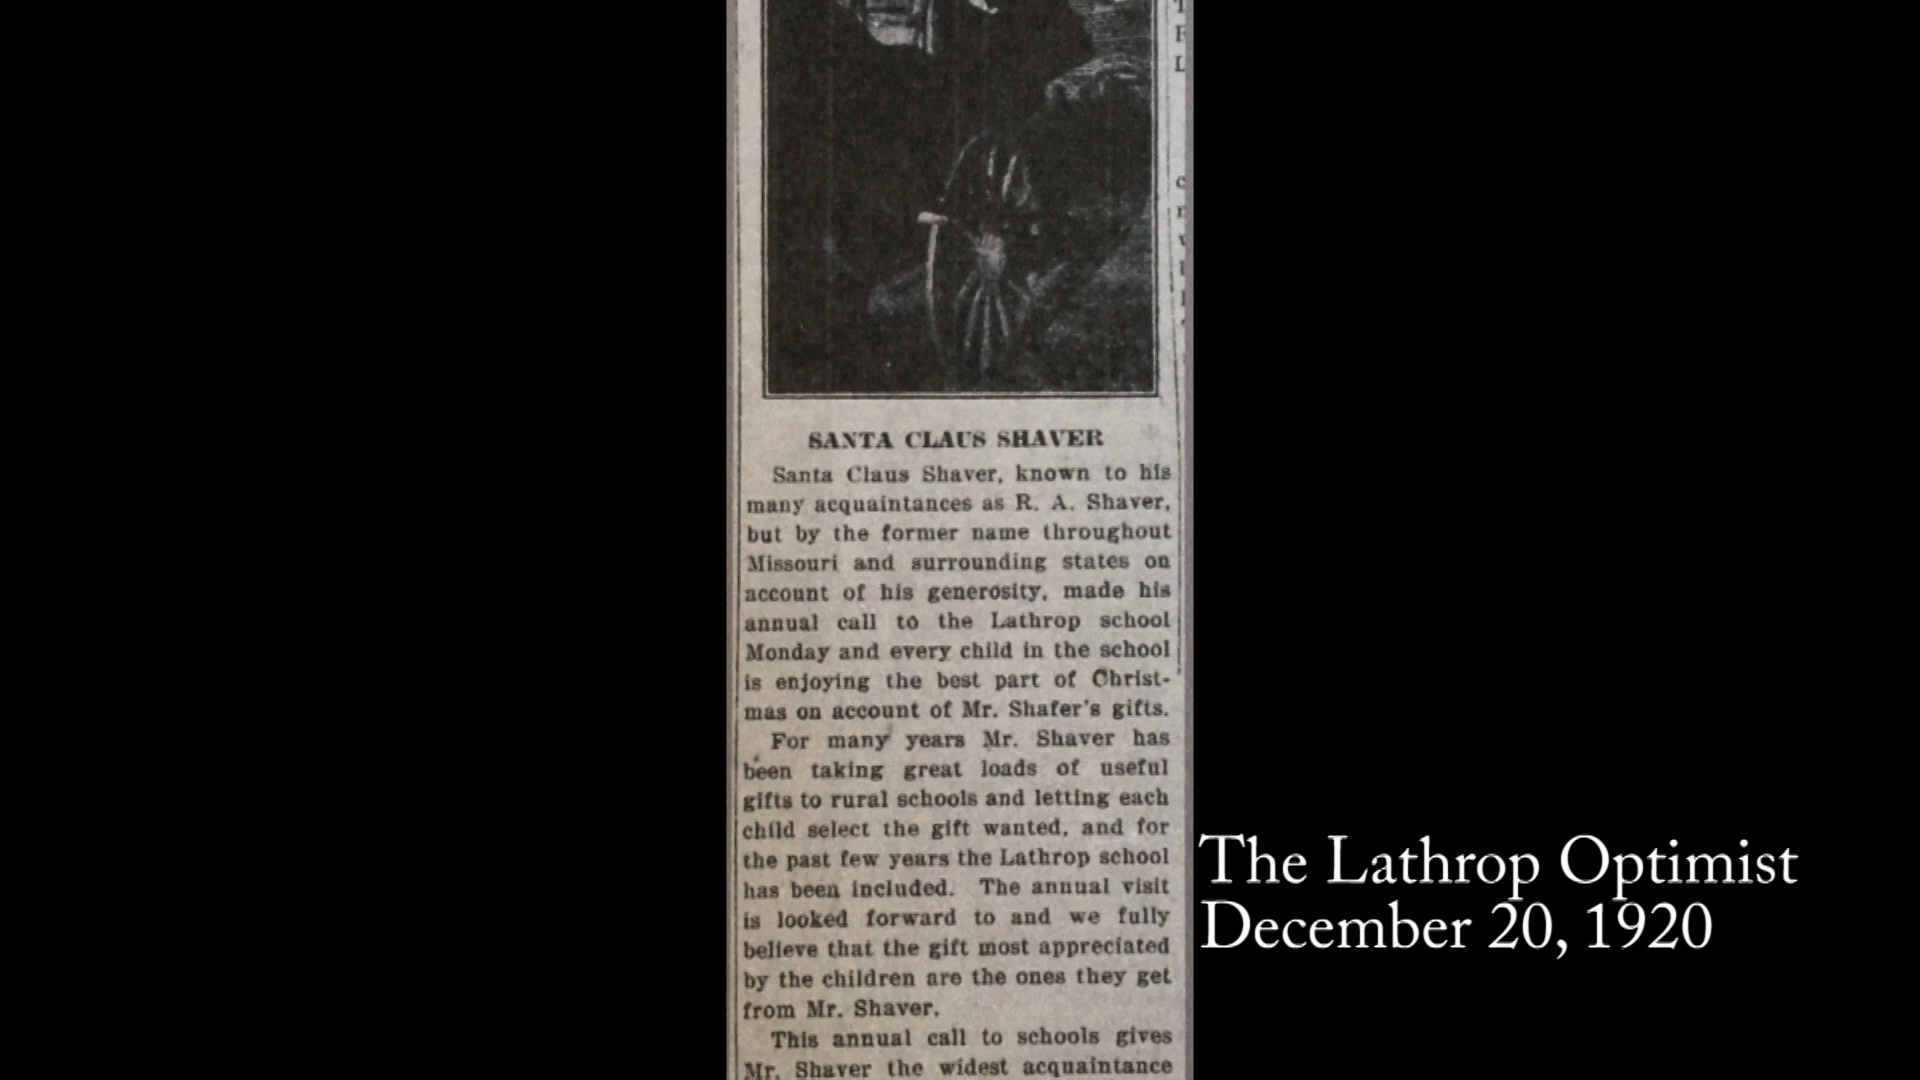 SANTA CLAUS SHAVER
Santa Claus Shaver, known to his
many acquaintances as R. A. Shaver,
but by the former name throughout
Missouri and surrounding states on
account of his generosity, made his
annual call to the Lathrop school
Monday and every child in the school
is enjoying the best part of Christ-
mas on account of Mr. Shafer's gifts.
For many years Mr. Shaver has
been taking great loads of useful
gifts to rural schools and letting each
child select the gift wanted, and for
the past few years the Lathrop school
has been included. The annual visit
is looked forward to and we fully
believe that the gift most appreciated
by the children are the ones they get
from Mr. Shaver.
This annual call to schools gives
Mr. Shaver the widest acquaintance
The Lathrop Optimist
December 20, 1920